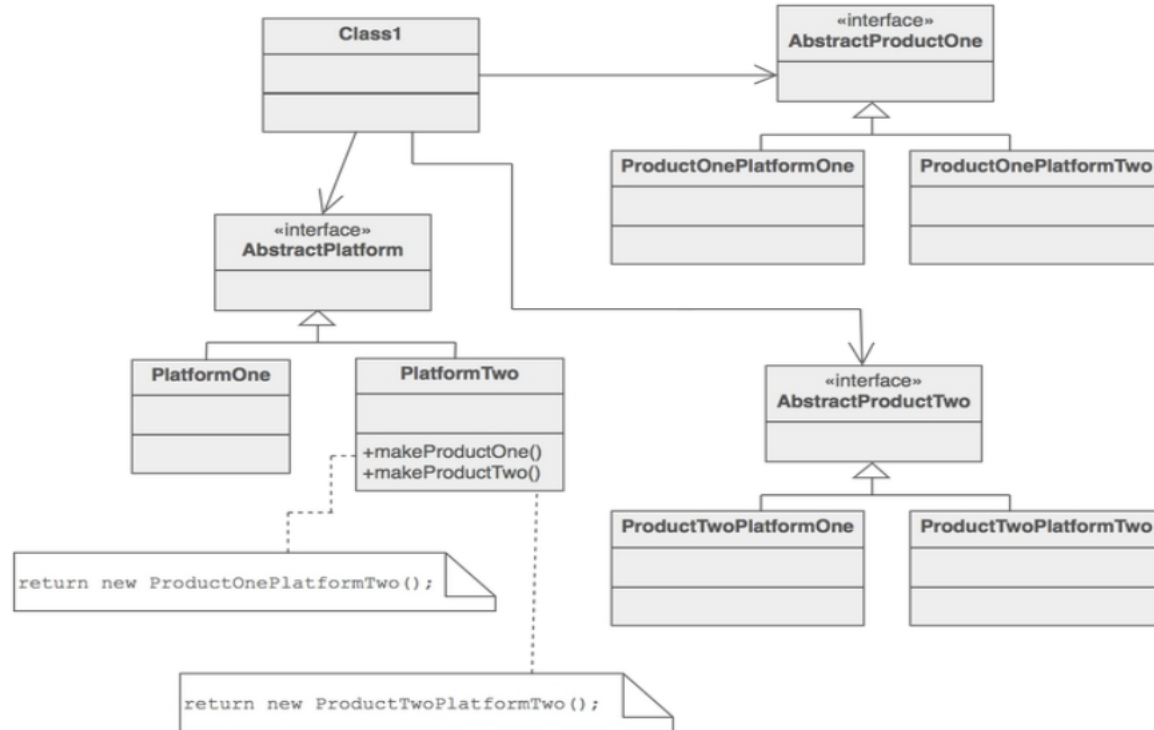 Class1
«interface»
AbstractProductOne
ProductOnePlatformOne
ProductOnePlatformTwo
«interface»
AbstractPlatform
PlatformOne
PlatformTwo
+makeProductOne()
+makeProductTwo()
«interface»
AbstractProductTwo
ProductTwoPlatformOne
ProductTwoPlatformTwo
return new ProductOnePlatformTwo();
return new ProductTwoPlatformTwo();